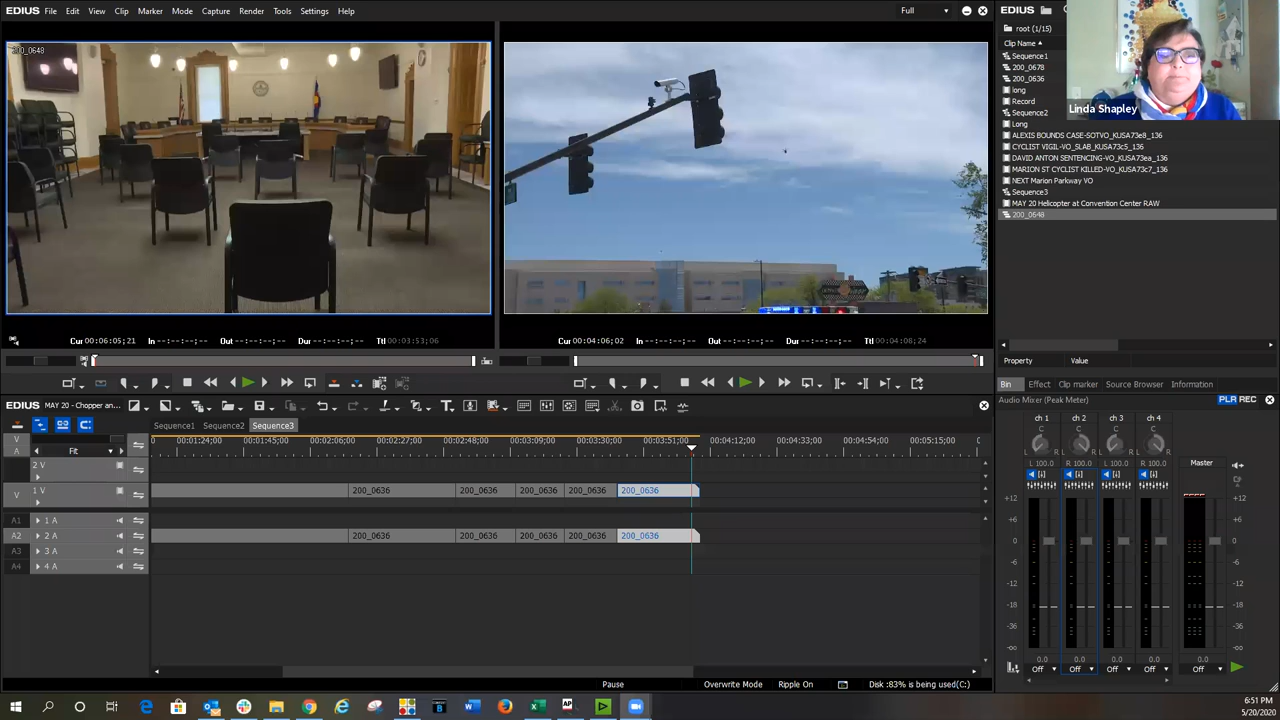 EDIUS File Edit View Clip Marker Mode Capture Render Tools Settings Help
Full
EDIUS
root (1/15)
Clip Name
Sequence1
200_0678
200_0636
long
Record
Sequence2
Long
ALEXIS BOUNDS CASE-SOTVO_KUSA73e8_136
CYCLIST VIGIL-VO_SLAB_KUSA73c5_136
DAVID ANTON SENTENCING-VO_KUSA73ea_136
MARION ST CYCLIST KILLED-VO_KUSA73c7_136
NEXT Marion Parkway VO
Sequence3
MAY 20 Helicopter at Convention Center RAW
200_0648
Linda Shapley
200_0648
Cur 00:06:05;21 In --:--:--;-- Out --:--:--;-- Dur --:--:--;-- Ttl 00:03:53;06
Cur 00:04:06;02 In --:--:--;-- Out --:--:--;-- Dur --:--:--;-- Ttl 00:04:08;24
Property Value
Bin Effect Clip marker Source Browser Information
EDIUS MAY 20 - Chopper an...
Audio Mixer (Peak Meter) PLR REC
Sequence1 Sequence2 Sequence3
V
A
Fit
0 00:01:24;00 00:01:45;00 00:02:06;00 00:02:27;00 00:02:48;00 00:03:09;00 00:03:30;00 00:03:51;00 00:04:12;00 00:04:33;00 00:04:54;00 00:05:15;00 0
2 V
V 1 V 200_0636 200_0636 200_0636 200_0636 200_0636
A1 1 A
A2 2 A 200_0636 200_0636 200_0636 200_0636 200_0636
A3 3 A
A4 4 A
ch 1 ch 2 ch 3 ch 4
C C C C
L R L R L R L R
L 100.0 R 100.0 L 100.0 R 100.0
Master
+12 +12
+6 +6
0 0
-6 -6
-12 -12
-18 -18
-36 -36
-∞ -∞
0.0 0.0 0.0 0.0 0.0
Off Off Off Off Off
Pause Overwrite Mode Ripple On Disk :83% is being used(C:)
6:51 PM
5/20/2020